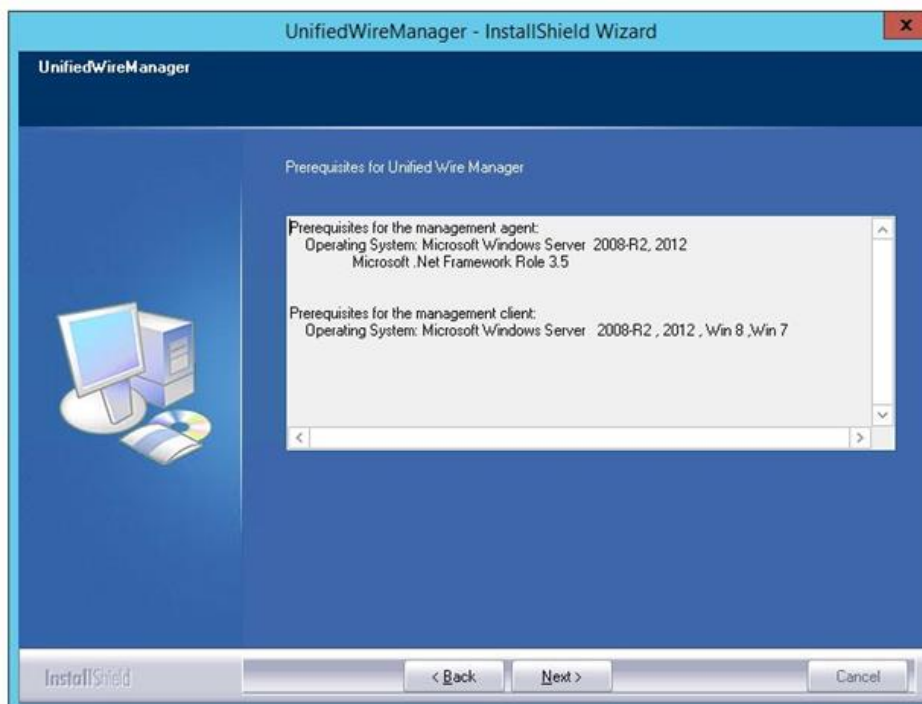 UnifiedWireManager - InstallShield Wizard
x
UnifiedWireManager
Prerequisites for Unified Wire Manager
Prerequisites for the management agent:
Operating System: Microsoft Windows Server 2008-R2, 2012
Microsoft .Net Framework Role 3.5
Prerequisites for the management client:
Operating System: Microsoft Windows Server 2008-R2 , 2012 , Win 8 ,Win 7
InstallShield
< Back
Next >
Cancel